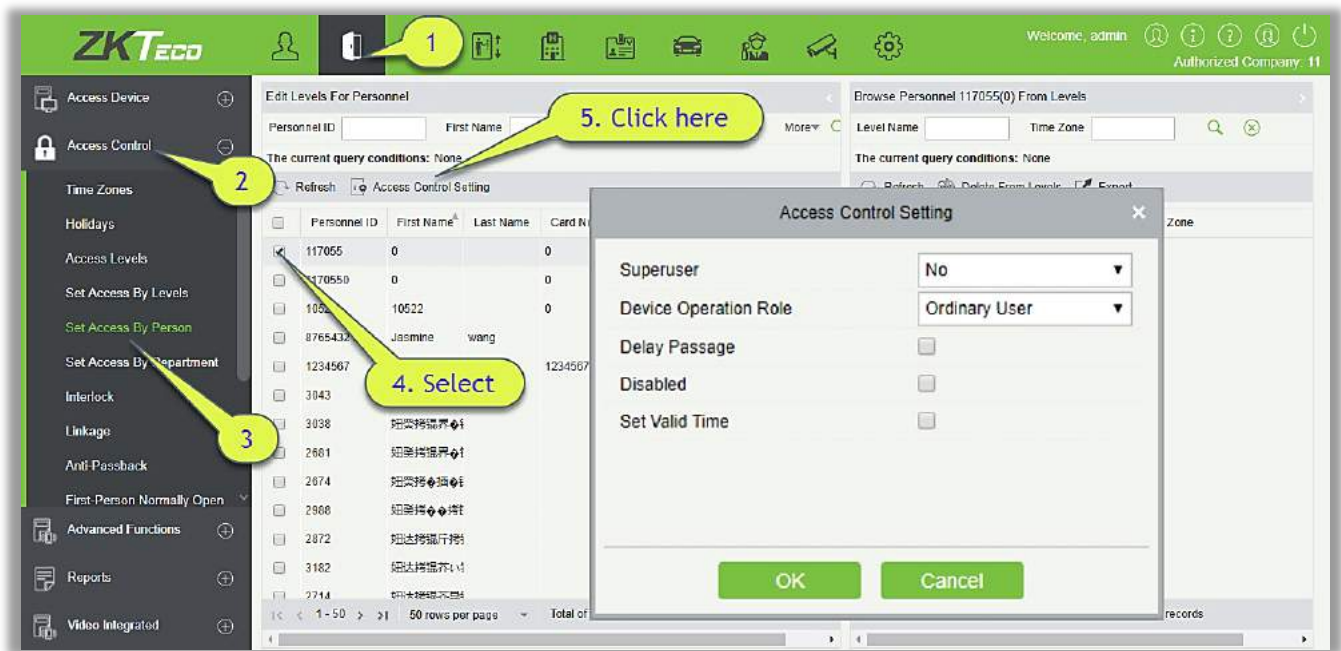 ZKTECO
1
Welcome, admin
Authorized Company: 11
Access Device
Access Control
2
Time Zones
Holidays
Access Levels
Set Access By Levels
Set Access By Person
Set Access By Department
Interlock
Linkage
3
Anti-Passback
First-Person Normally Open
Advanced Functions
Reports
Video Integrated
Edit Levels For Personnel
Personnel ID First Name More
5. Click here
The current query conditions: None
Refresh Access Control Setting
Personnel ID First Name Last Name Card N
117055 0 0
1170550 0 0
1052 10522 0
8765432 Jasmine wang
1234567 1234567
4. Select
3043
3038
2681
2674
2988
2872
3182
2714
1-50 50 rows per page Total of
Browse Personnel 117055(0) From Levels
Level Name Time Zone
The current query conditions: None
Refresh Delete From Levels Export
Zone
records
Access Control Setting
Superuser No
Device Operation Role Ordinary User
Delay Passage
Disabled
Set Valid Time
OK Cancel